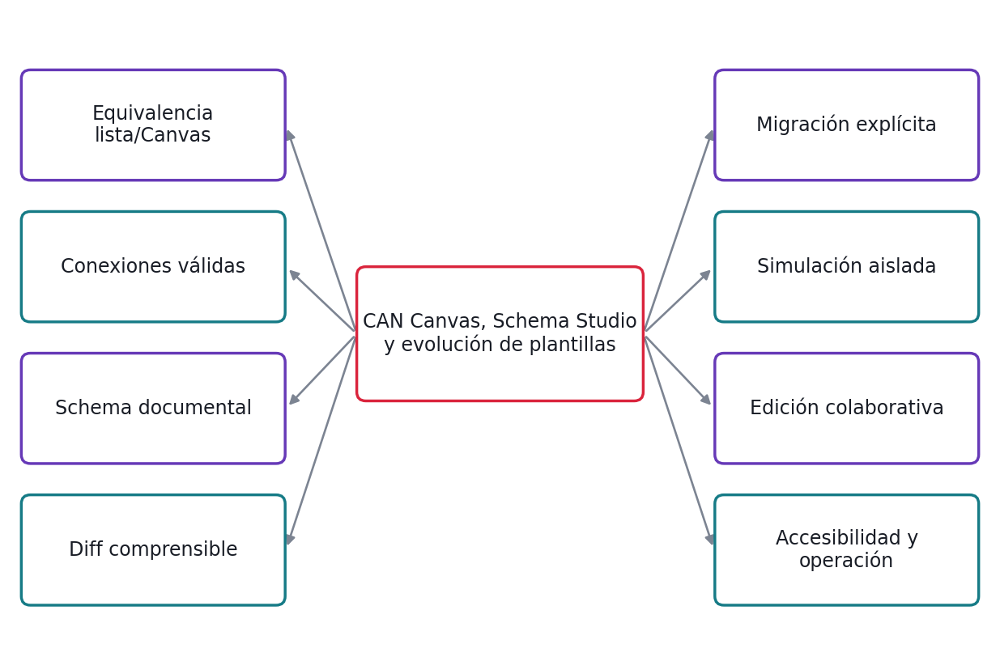 Equivalencia
lista/Canvas
Conexiones válidas
Schema documental
Diff comprensible
CAN Canvas, Schema Studio
y evolución de plantillas
Migración explícita
Simulación aislada
Edición colaborativa
Accesibilidad y
operación